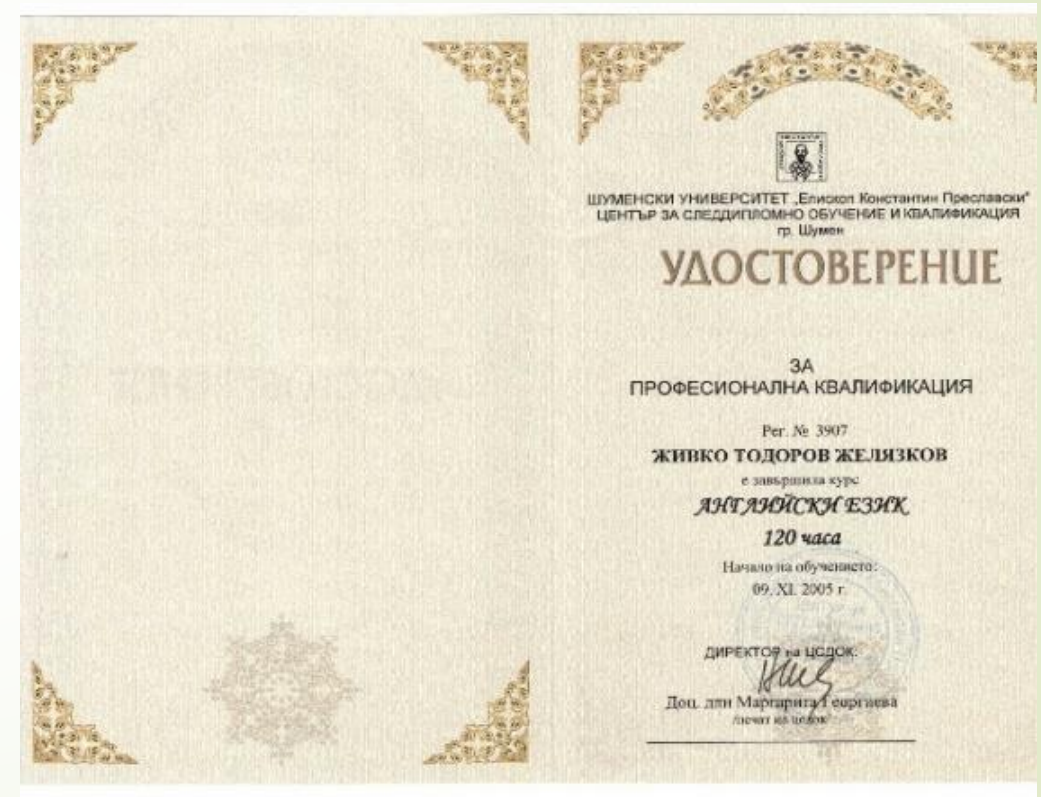 ШУМЕНСКИ УНИВЕРСИТЕТ „Епископ Константин Преславски"
ЦЕНТЪР ЗА СЛЕДДИПЛОМНО ОБУЧЕНИЕ И КВАЛИФИКАЦИЯ
гр. Шумен
УДОСТОВЕРЕНИЕ
ЗА
ПРОФЕСИОНАЛНА КВАЛИФИКАЦИЯ
Рег. № 3907
ЖИВКО ТОДОРОВ ЖЕЛЯЗКОВ
е завършила курс
АНГЛИЙСКИ ЕЗИК
120 часа
Начало на обучението:
09. XI. 2005 г.
ДИРЕКТОР на ЦСДОК:
Доц. дпн Маргарита Георгиева
/печат на цсдок/